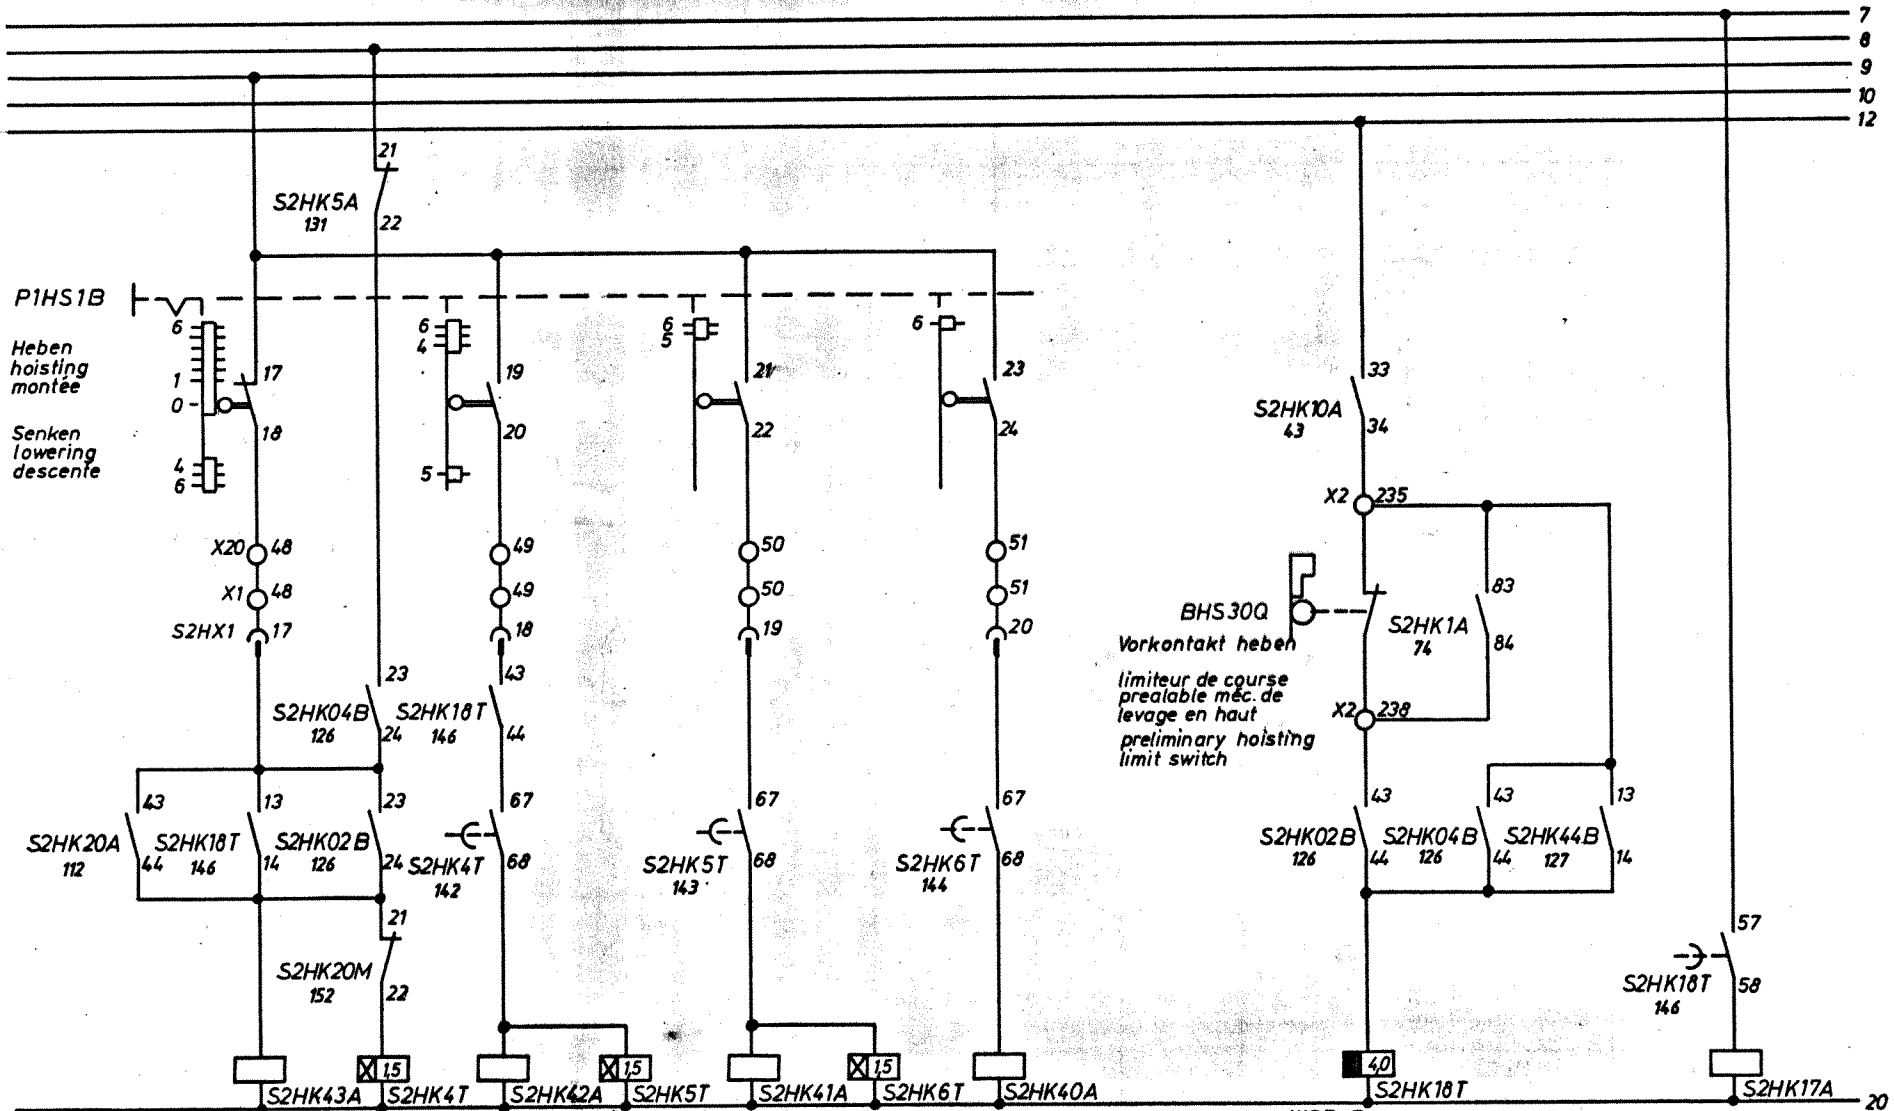 7
8
9
10
12
21
S2HK5A
131
22
P1HS1B
6
1
0
4
6
Heben
hoisting
montée
Senken
lowering
descente
17
18
6
4
5
19
20
6
5
21
22
6
23
24
33
S2HK10A
43
34
X2 235
X20 48
X1 48
S2HX1 17
49
49
18
50
50
19
51
51
20
BHS30Q
Vorkontakt heben
limiteur de course
prealable méc. de
levage en haut
preliminary hoisting
limit switch
S2HK1A
74
83
84
X2 238
23
S2HK04B
126
24
43
S2HK18T
146
44
43
S2HK20A
112
44
13
S2HK18T
146
14
23
S2HK02B
126
24
67
S2HK4T
142
68
67
S2HK5T
143
68
67
S2HK6T
144
68
43
S2HK02B
126
44
43
S2HK04B
126
44
13
S2HK44B
127
14
21
S2HK20M
152
22
57
S2HK18T
146
58
1,5
1,5
1,5
4,0
S2HK43A
S2HK4T
S2HK42A
S2HK5T
S2HK41A
S2HK6T
S2HK40A
S2HK18T
S2HK17A
20